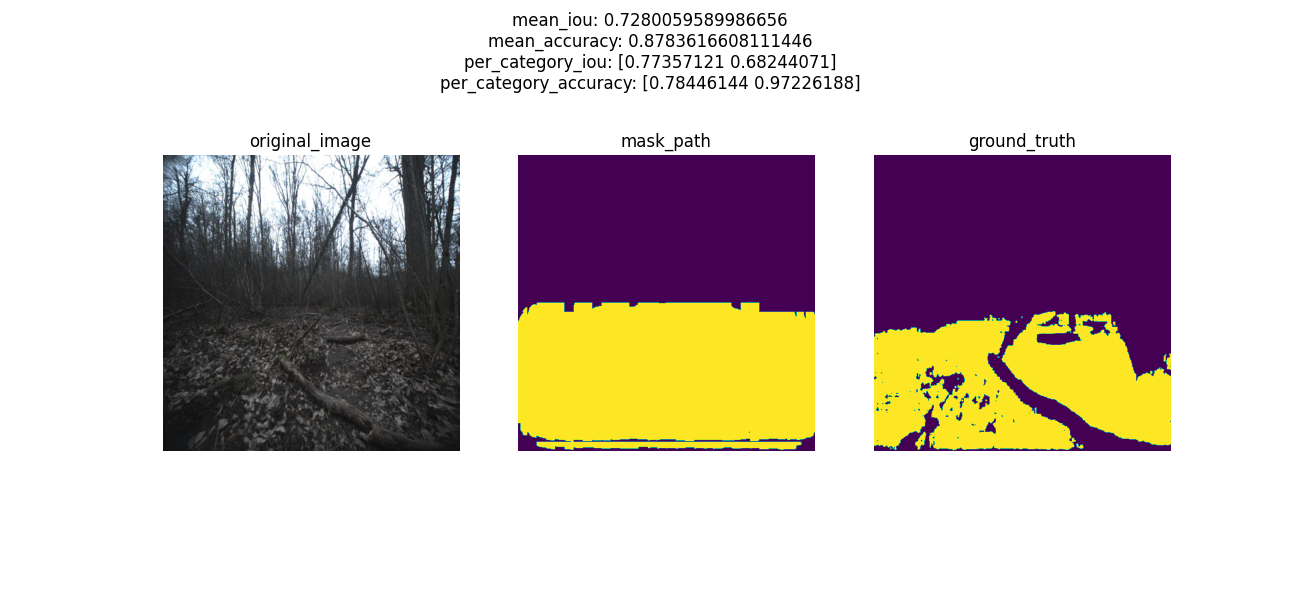 mean_iou: 0.7280059589986656
mean_accuracy: 0.8783616608111446
per_category_iou: [0.77357121 0.68244071]
per_category_accuracy: [0.78446144 0.97226188]
original_image
mask_path
ground_truth